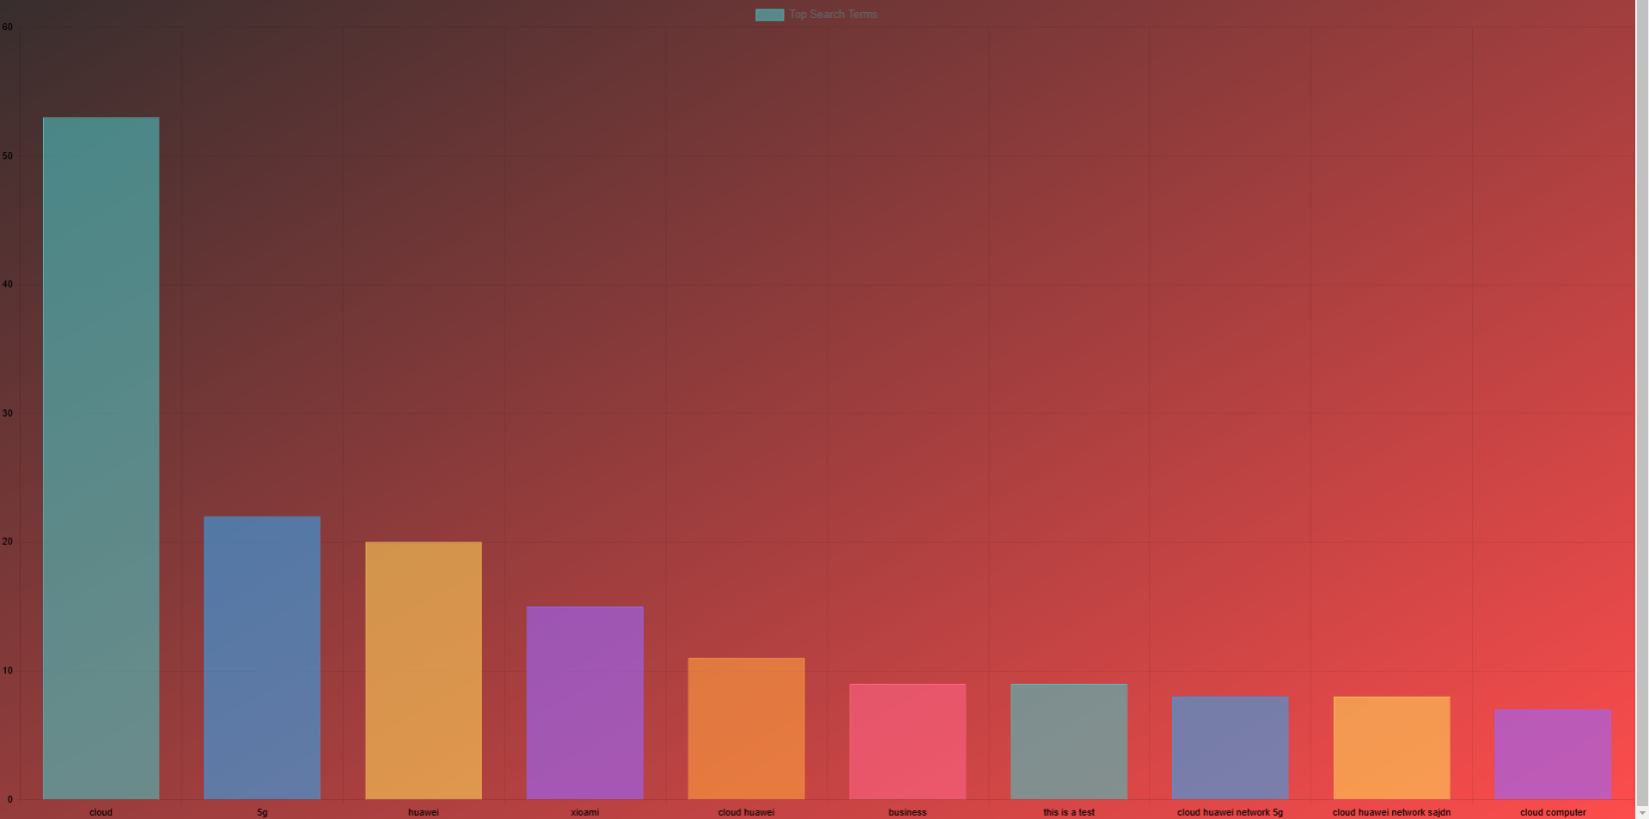 Top Search Terms
60
50
40
30
20
10
0
cloud
5g
huawei
xioami
cloud huawei
business
this is a test
cloud huawei network 5g
cloud huawei network sajdn
cloud computer